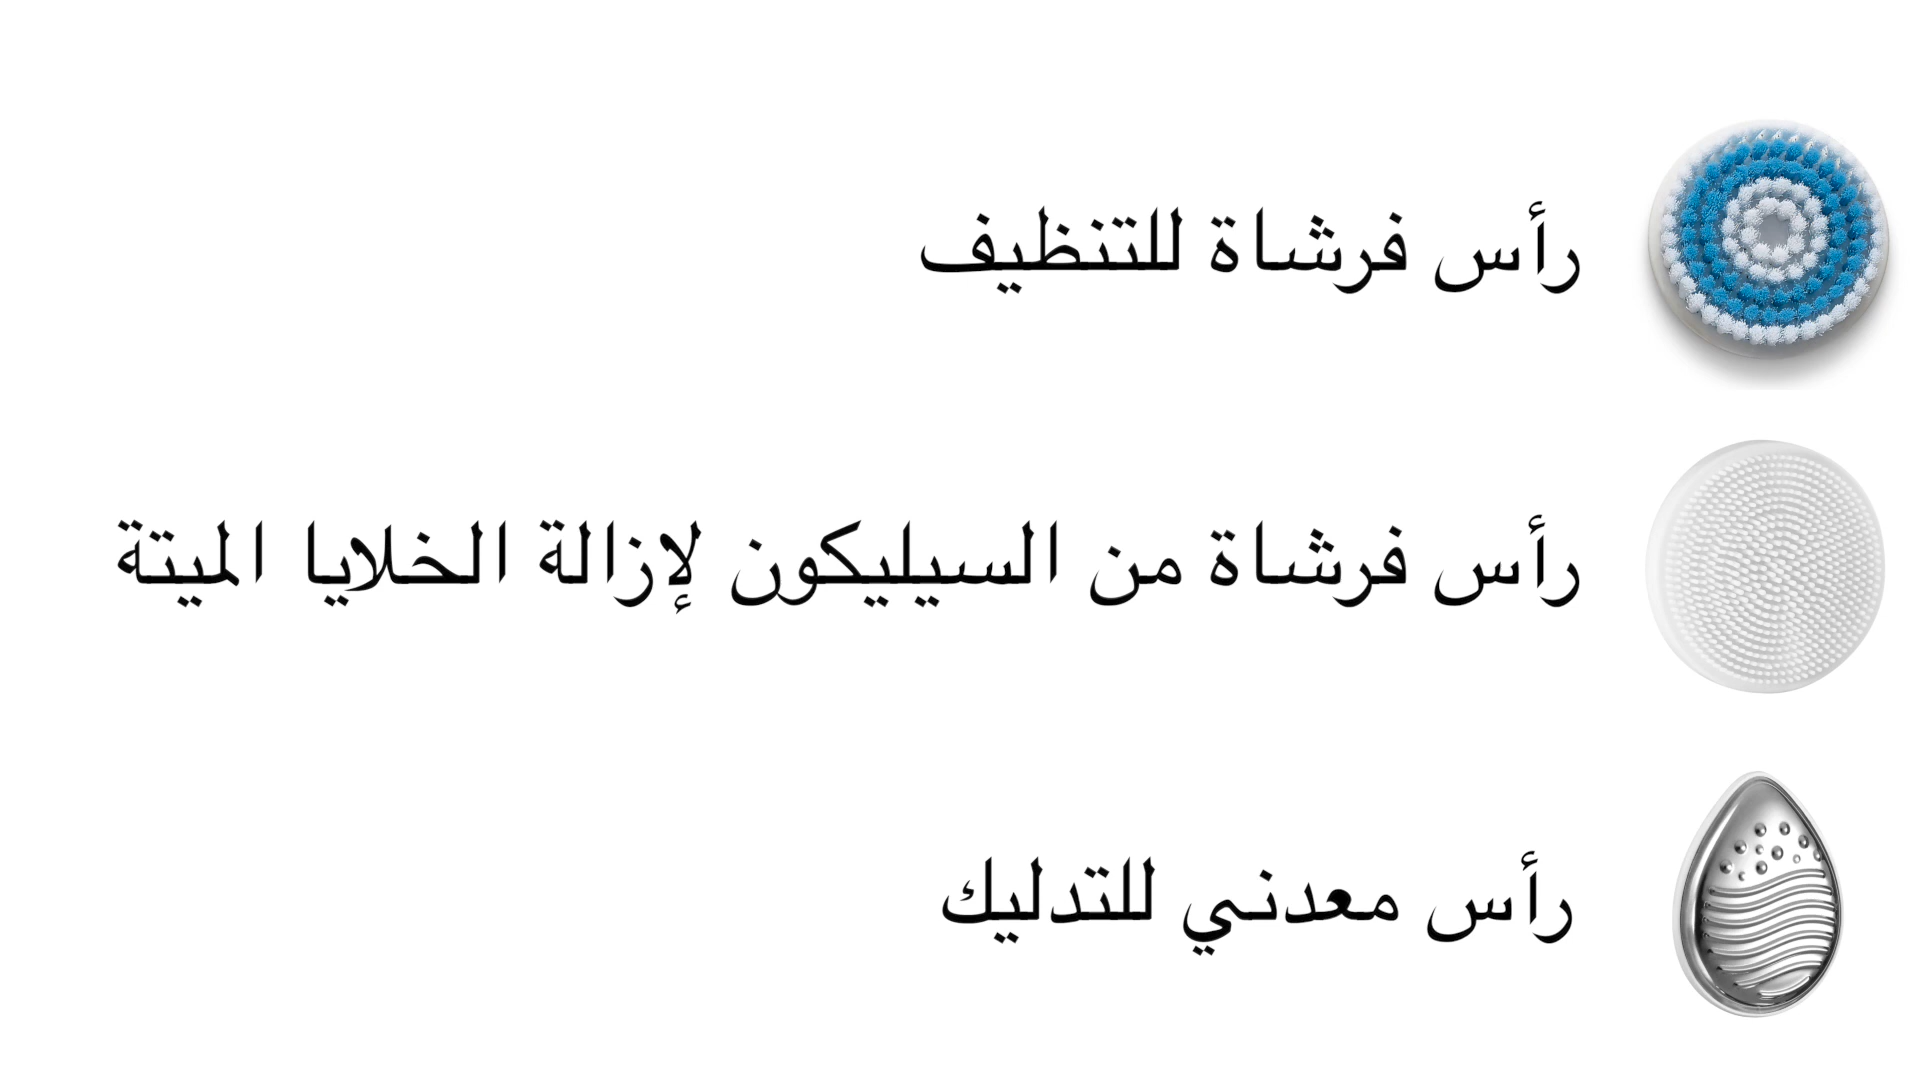 رأس فرشاة للتنظيف
رأس فرشاة من السيليكون لإزالة الخلايا الميتة
رأس معدني للتدليك